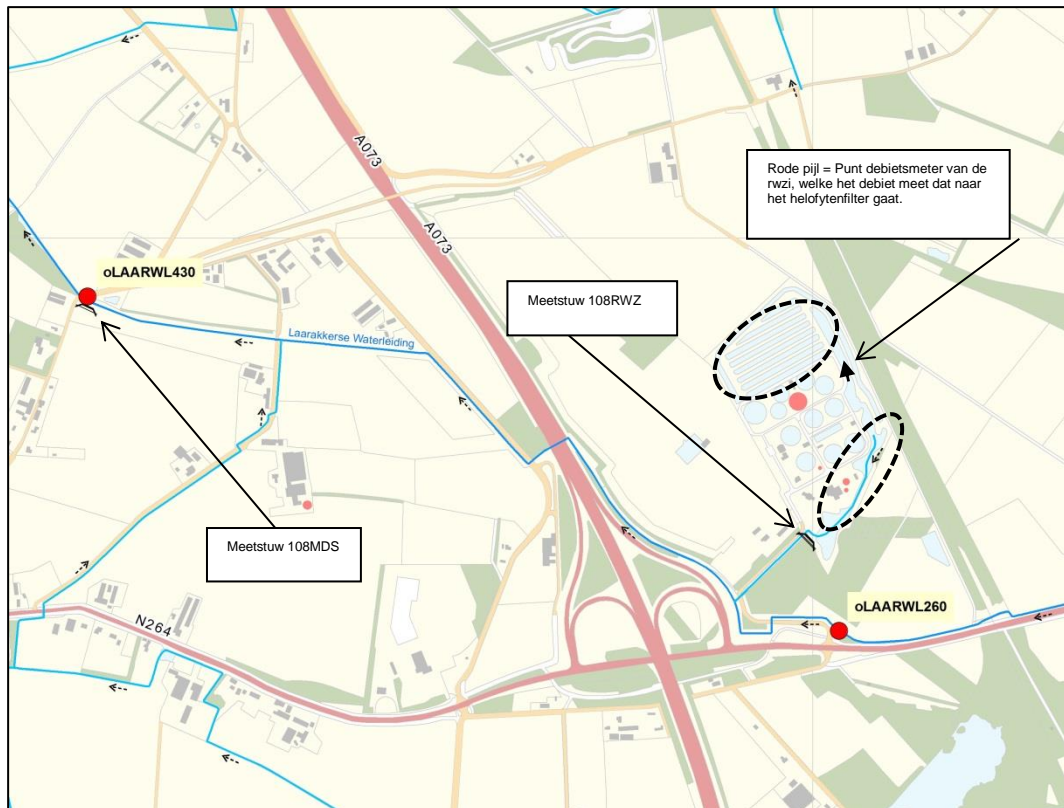 A073
A073
Rode pijl = Punt debietsmeter van de
rwzi, welke het debiet meet dat naar
het helofytenfilter gaat.
oLAARWL430
Meetstuw 108RWZ
Laarakkerse Waterleiding
Meetstuw 108MDS
oLAARWL260
N264